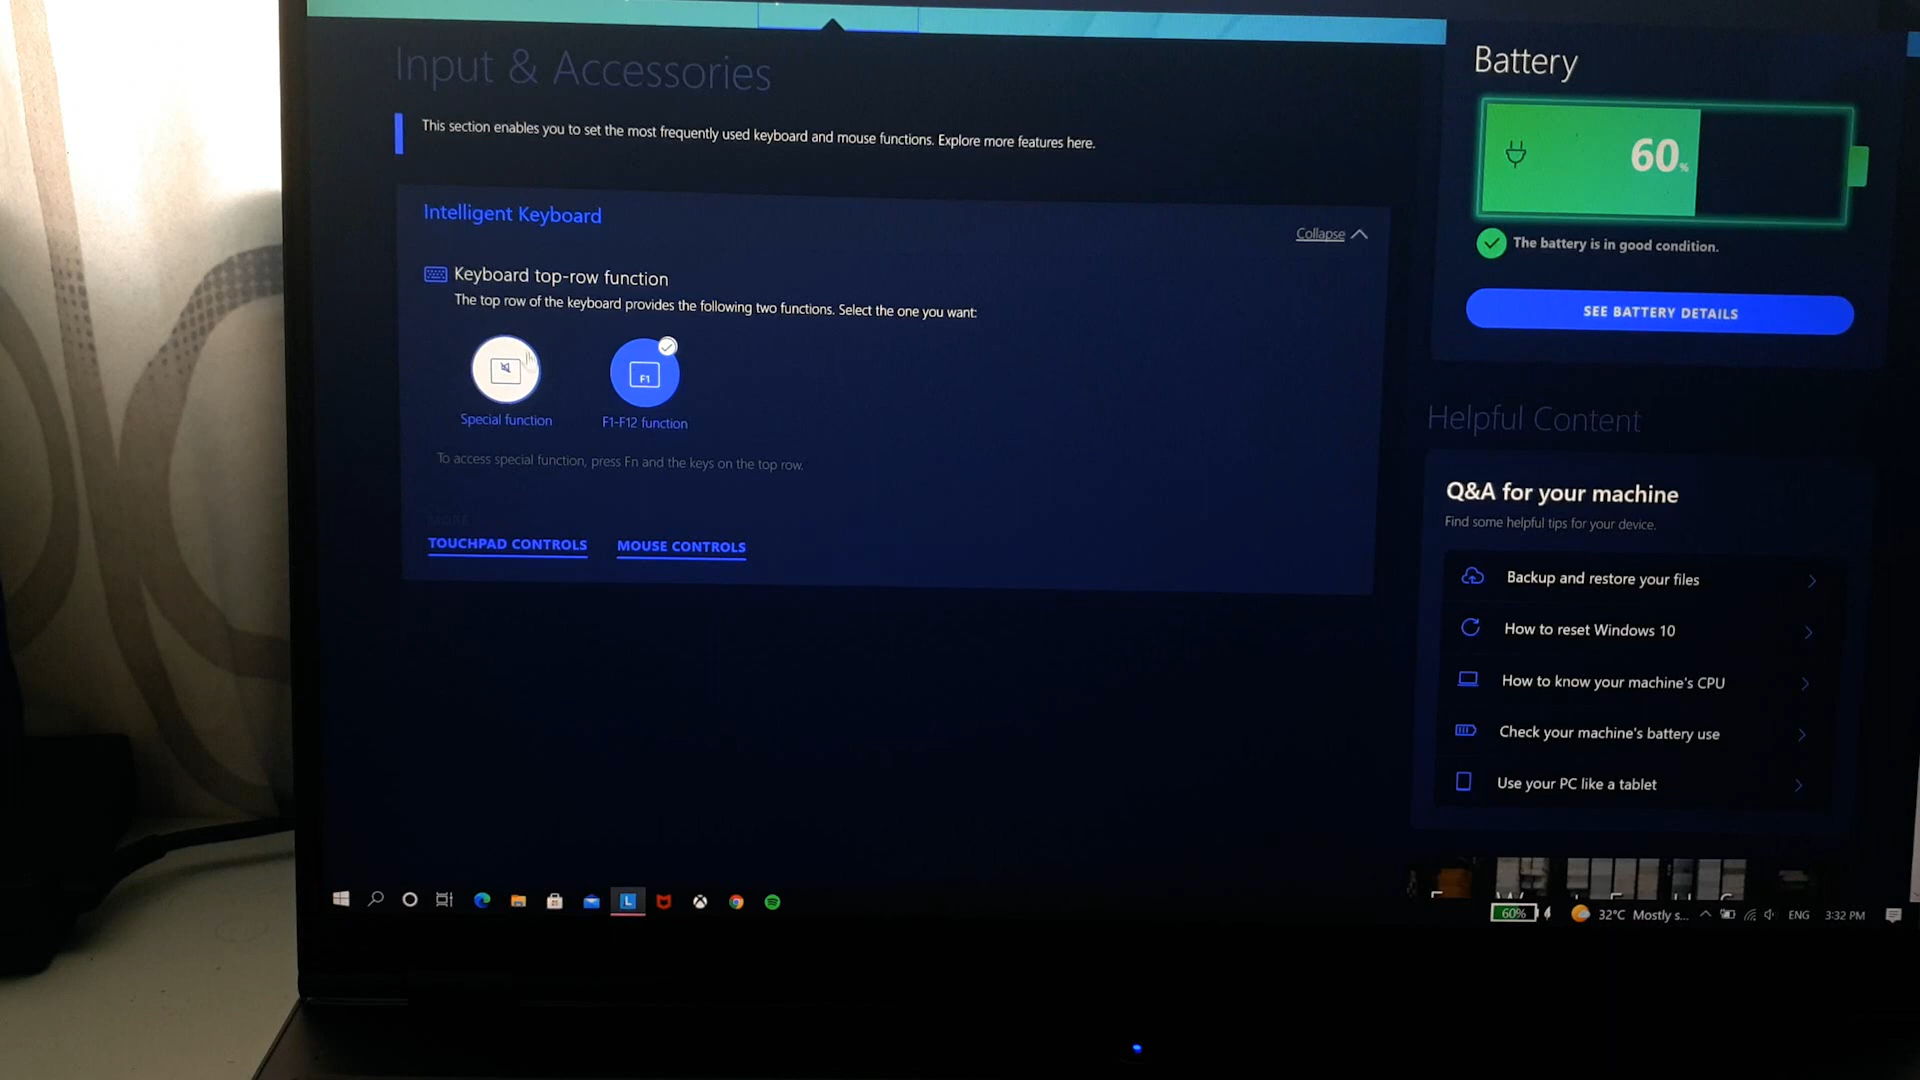 Input & Accessories
This section enables you to set the most frequently used keyboard and mouse functions. Explore more features here.
Intelligent Keyboard
Collapse
Keyboard top-row function
The top row of the keyboard provides the following two functions. Select the one you want:
F1
Special function
F1-F12 function
To access special function, press Fn and the keys on the top row.
MORE
TOUCHPAD CONTROLS
MOUSE CONTROLS
Battery
60%
The battery is in good condition.
SEE BATTERY DETAILS
Helpful Content
Q&A for your machine
Find some helpful tips for your device.
Backup and restore your files
How to reset Windows 10
How to know your machine's CPU
Check your machine's battery use
Use your PC like a tablet
L
60%
32°C Mostly s...
ENG
3:32 PM